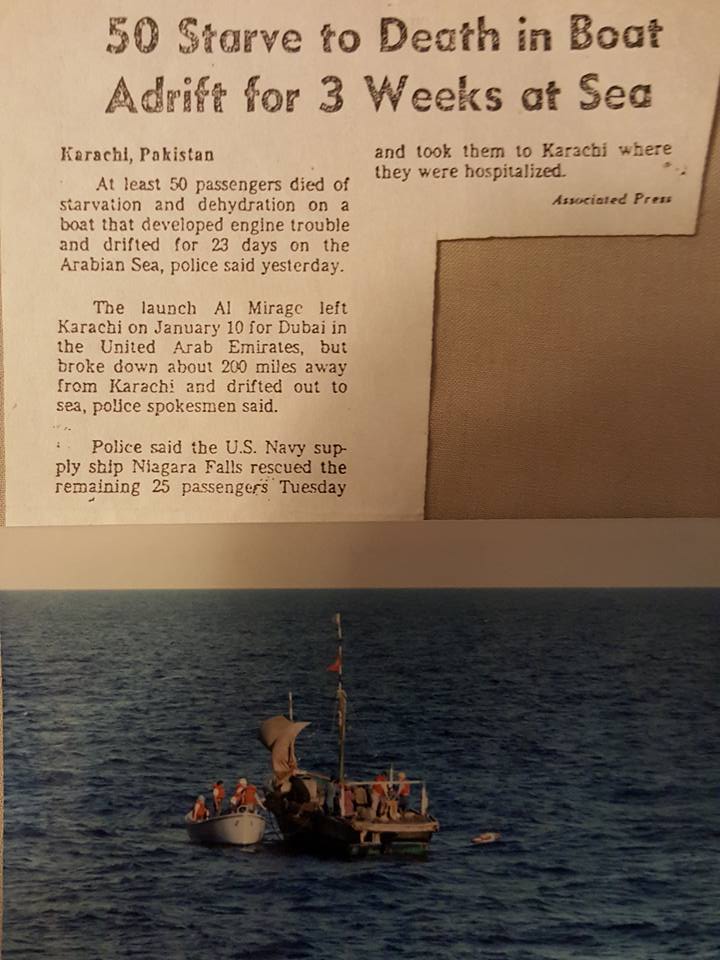 50 Starve to Death in Boat
Adrift for 3 Weeks at Sea
Karachi, Pakistan
At least 50 passengers died of
starvation and dehydration on a
boat that developed engine trouble
and drifted for 23 days on the
Arabian Sea, police said yesterday.
The launch Al Mirage left
Karachi on January 10 for Dubai in
the United Arab Emirates, but
broke down about 200 miles away
from Karachi and drifted out to
sea, police spokesmen said.
Police said the U.S. Navy sup-
ply ship Niagara Falls rescued the
remaining 25 passengers Tuesday
and took them to Karachi where
they were hospitalized.
Associated Press